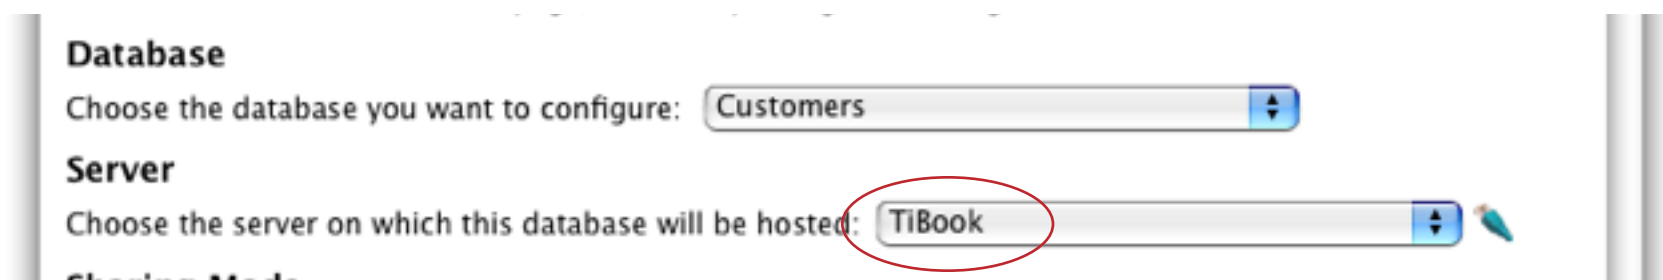 Database
Choose the database you want to configure: Customers
Server
Choose the server on which this database will be hosted: TiBook